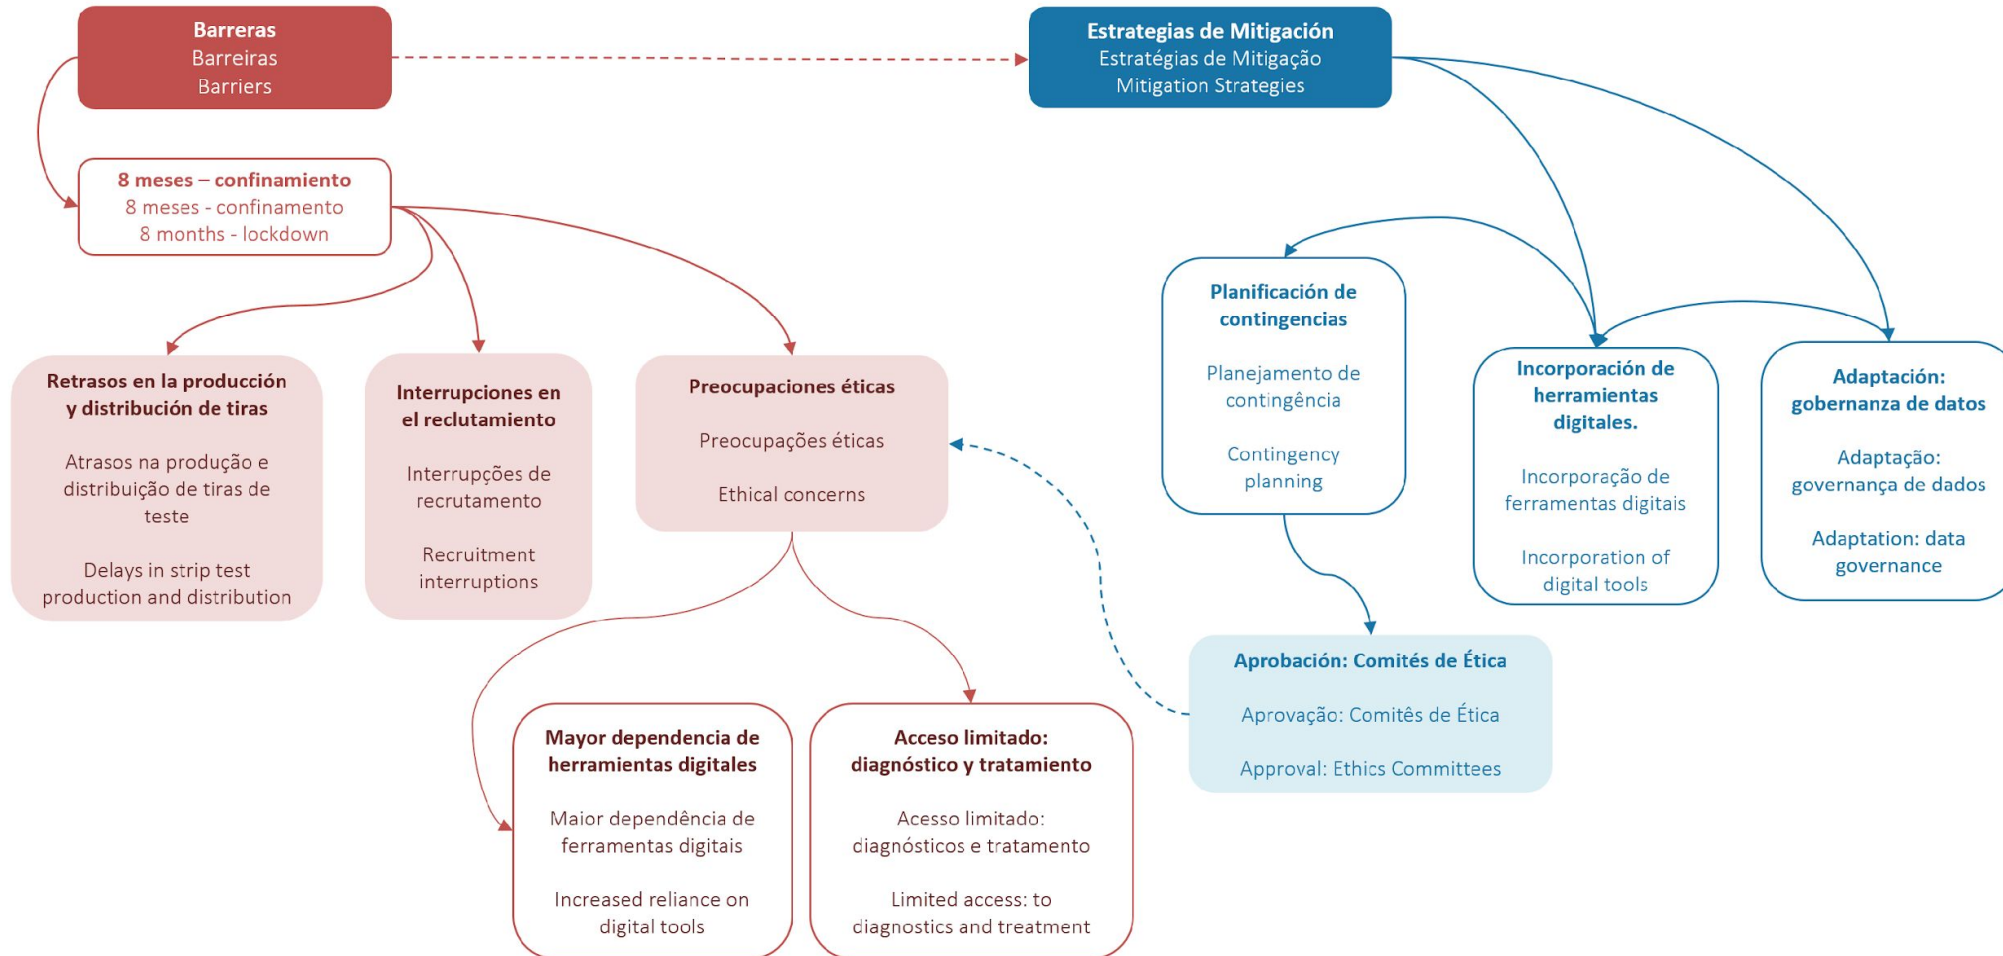 Barreras
Barreiras
Barriers
Estrategias de Mitigación
Estratégias de Mitigação
Mitigation Strategies
8 meses – confinamiento
8 meses - confinamento
8 months - lockdown
Planificación de
contingencias
Planejamento de
contingência
Contingency
planning
Incorporación de
herramientas
digitales.
Incorporação de
ferramentas digitais
Incorporation of
digital tools
Adaptación:
gobernanza de datos
Adaptação:
governança de dados
Adaptation: data
governance
Retrasos en la producción
y distribución de tiras
Atrasos na produção e
distribuição de tiras de
teste
Delays in strip test
production and distribution
Interrupciones en
el reclutamiento
Interrupções de
recrutamento
Recruitment
interruptions
Preocupaciones éticas
Preocupações éticas
Ethical concerns
Aprobación: Comités de Ética
Aprovação: Comitês de Ética
Approval: Ethics Committees
Mayor dependencia de
herramientas digitales
Maior dependência de
ferramentas digitais
Increased reliance on
digital tools
Acceso limitado:
diagnóstico y tratamiento
Acesso limitado:
diagnósticos e tratamento
Limited access: to
diagnostics and treatment